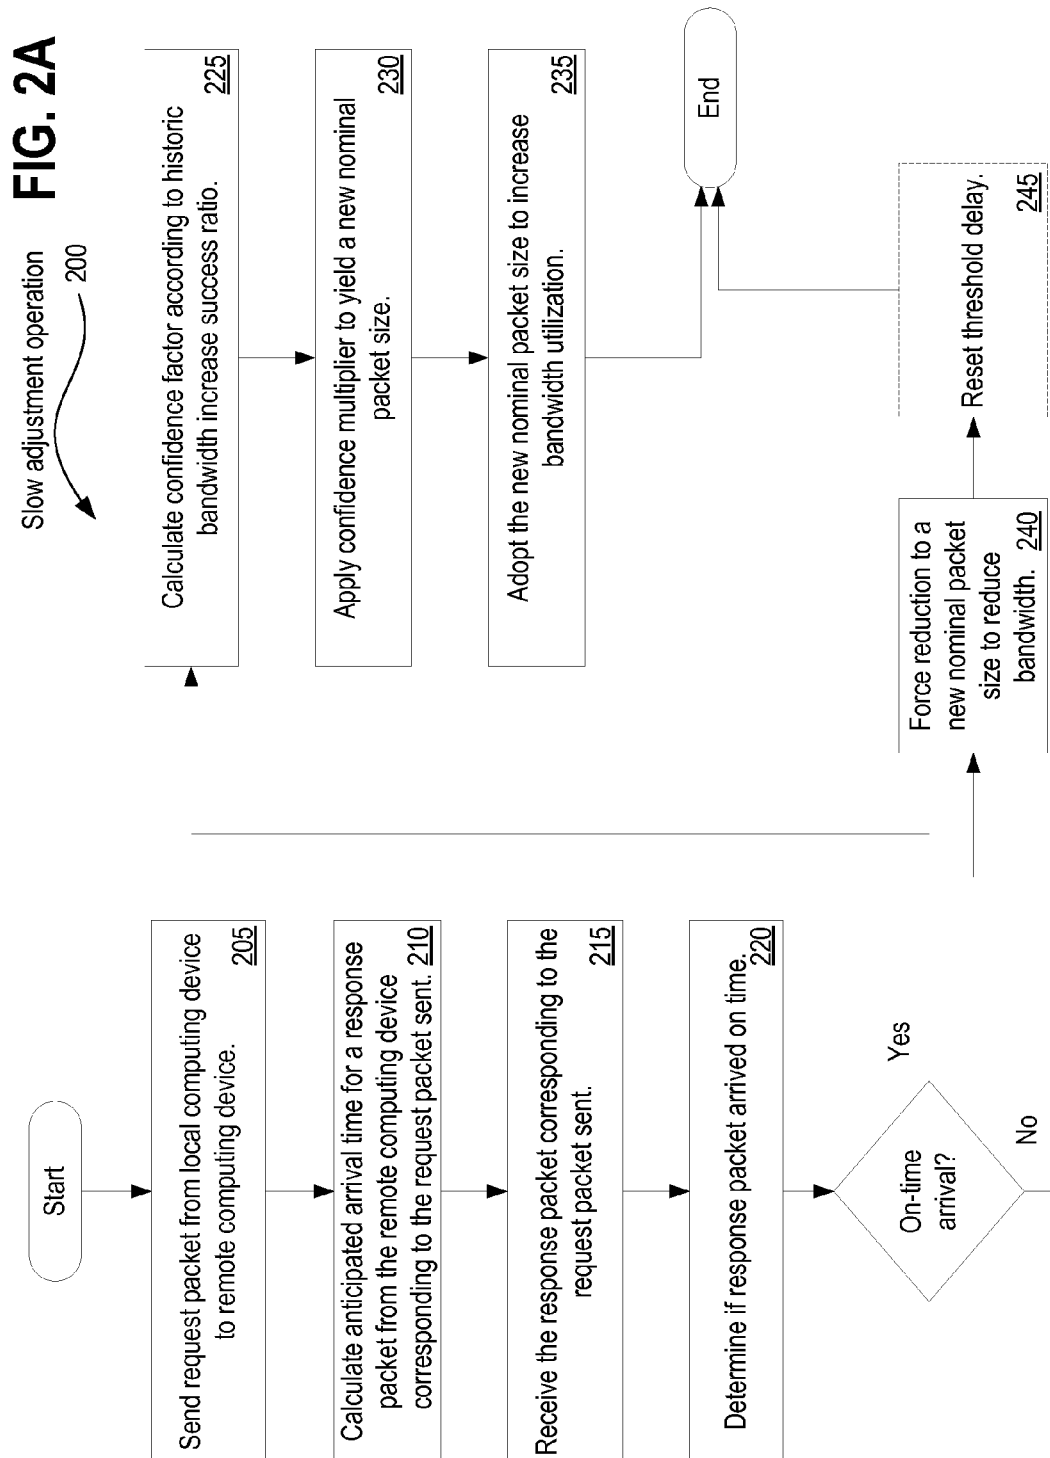 FIG. 2A
Slow adjustment operation
200
Start
Send request packet from local computing device
to remote computing device.
205
Calculate anticipated arrival time for a response
packet from the remote computing device
corresponding to the request packet sent. 210
Receive the response packet corresponding to the
request packet sent.
215
Determine if response packet arrived on time.
220
On-time
arrival?
Yes
No
Calculate confidence factor according to historic
bandwidth increase success ratio.
225
Apply confidence multiplier to yield a new nominal
packet size.
230
Adopt the new nominal packet size to increase
bandwidth utilization.
235
Force reduction to a
new nominal packet
size to reduce
bandwidth. 240
Reset threshold delay.
245
End